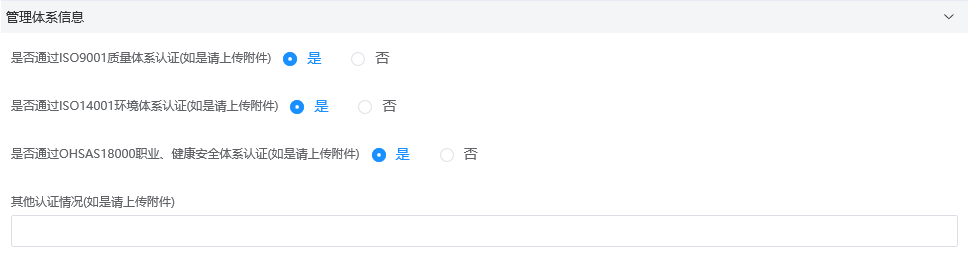 管理体系信息
是否通过ISO9001质量体系认证(如是请上传附件) 是 否
是否通过ISO14001环境体系认证(如是请上传附件) 是 否
是否通过OHSAS18000职业、健康安全体系认证(如是请上传附件) 是 否
其他认证情况(如是请上传附件)